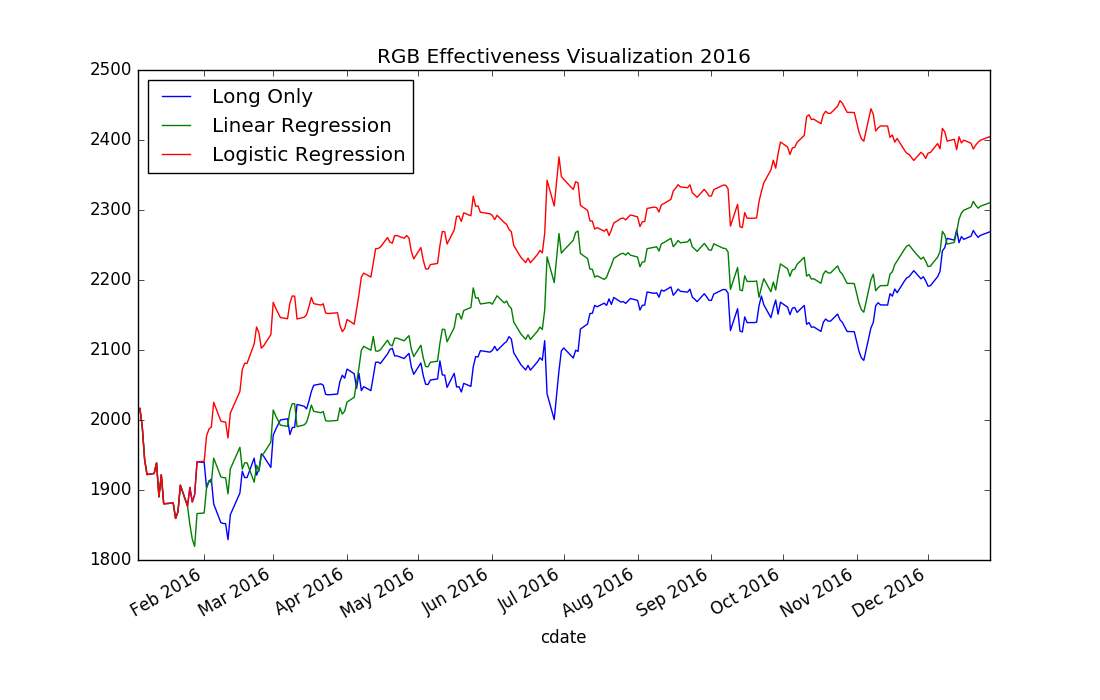 RGB Effectiveness Visualization 2016
2500
2400
2300
2200
2100
2000
1900
1800
Long Only
Linear Regression
Logistic Regression
Feb 2016
Mar 2016
Apr 2016
May 2016
Jun 2016
Jul 2016
Aug 2016
Sep 2016
Oct 2016
Nov 2016
Dec 2016
cdate